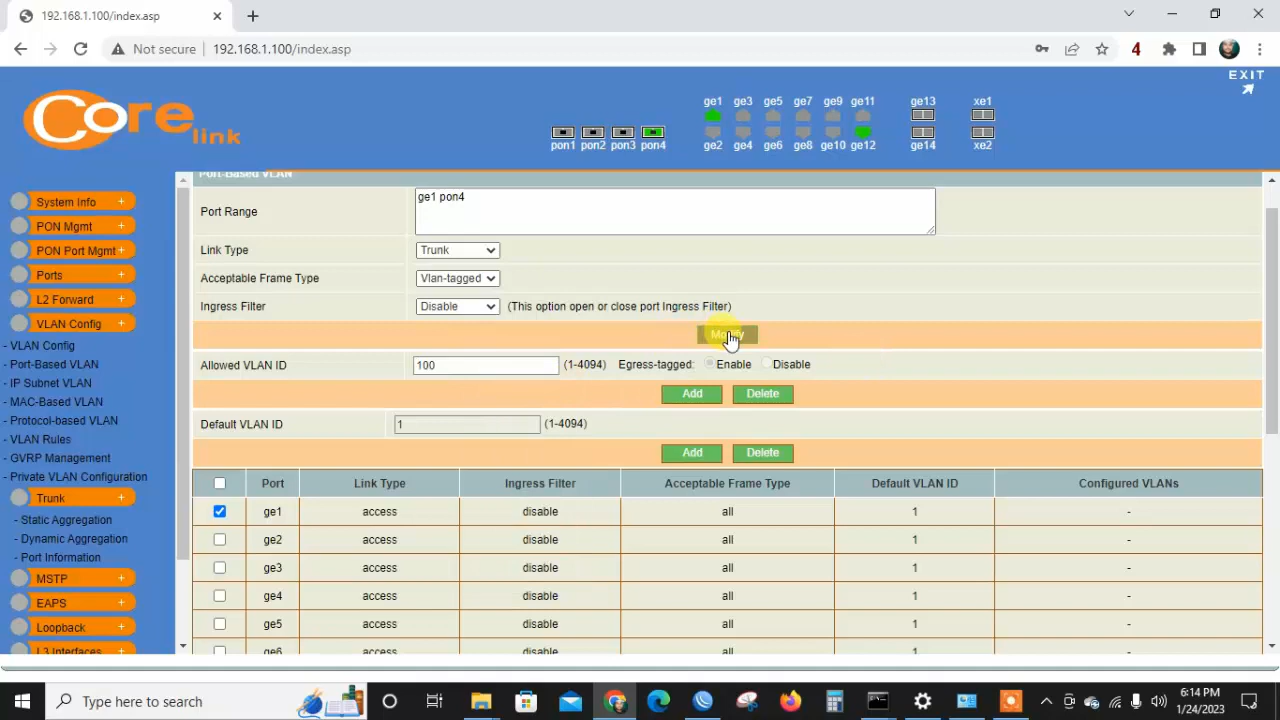 192.168.1.100/index.asp
Not secure
192.168.1.100/index.asp
4
EXIT
Core link
ge1 ge3 ge5 ge7 ge9 ge11 ge13 xe1
pon1 pon2 pon3 pon4 ge2 ge4 ge6 ge8 ge10 ge12 ge14 xe2
System Info +
PON Mgmt +
PON Port Mgmt +
Ports +
L2 Forward +
VLAN Config +
- VLAN Config
- Port-Based VLAN
- IP Subnet VLAN
- MAC-Based VLAN
- Protocol-based VLAN
- VLAN Rules
- GVRP Management
- Private VLAN Configuration
Trunk +
- Static Aggregation
- Dynamic Aggregation
- Port Information
MSTP +
EAPS +
Loopback +
L3 Interfaces +
Port-Based VLAN
Port Range ge1 pon4
Link Type Trunk
Acceptable Frame Type Vlan-tagged
Ingress Filter Disable (This option open or close port Ingress Filter)
Modify
Allowed VLAN ID 100 (1-4094) Egress-tagged: Enable Disable
Add Delete
Default VLAN ID 1 (1-4094)
Add Delete
Port Link Type Ingress Filter Acceptable Frame Type Default VLAN ID Configured VLANs
ge1 access disable all 1 -
ge2 access disable all 1 -
ge3 access disable all 1 -
ge4 access disable all 1 -
ge5 access disable all 1 -
ge6 access disable all 1 -
Type here to search
6:14 PM
1/24/2023